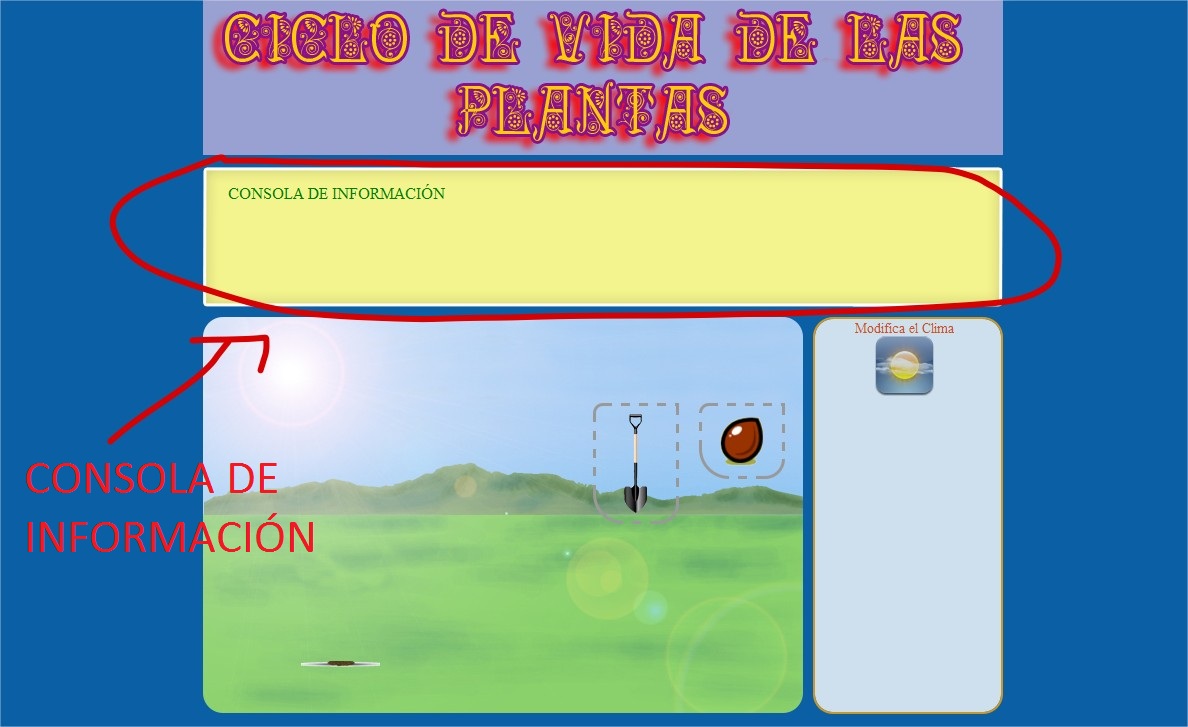 CICLO DE VIDA DE LAS
PLANTAS
CONSOLA DE INFORMACIÓN
Modifica el Clima
CONSOLA DE
INFORMACIÓN